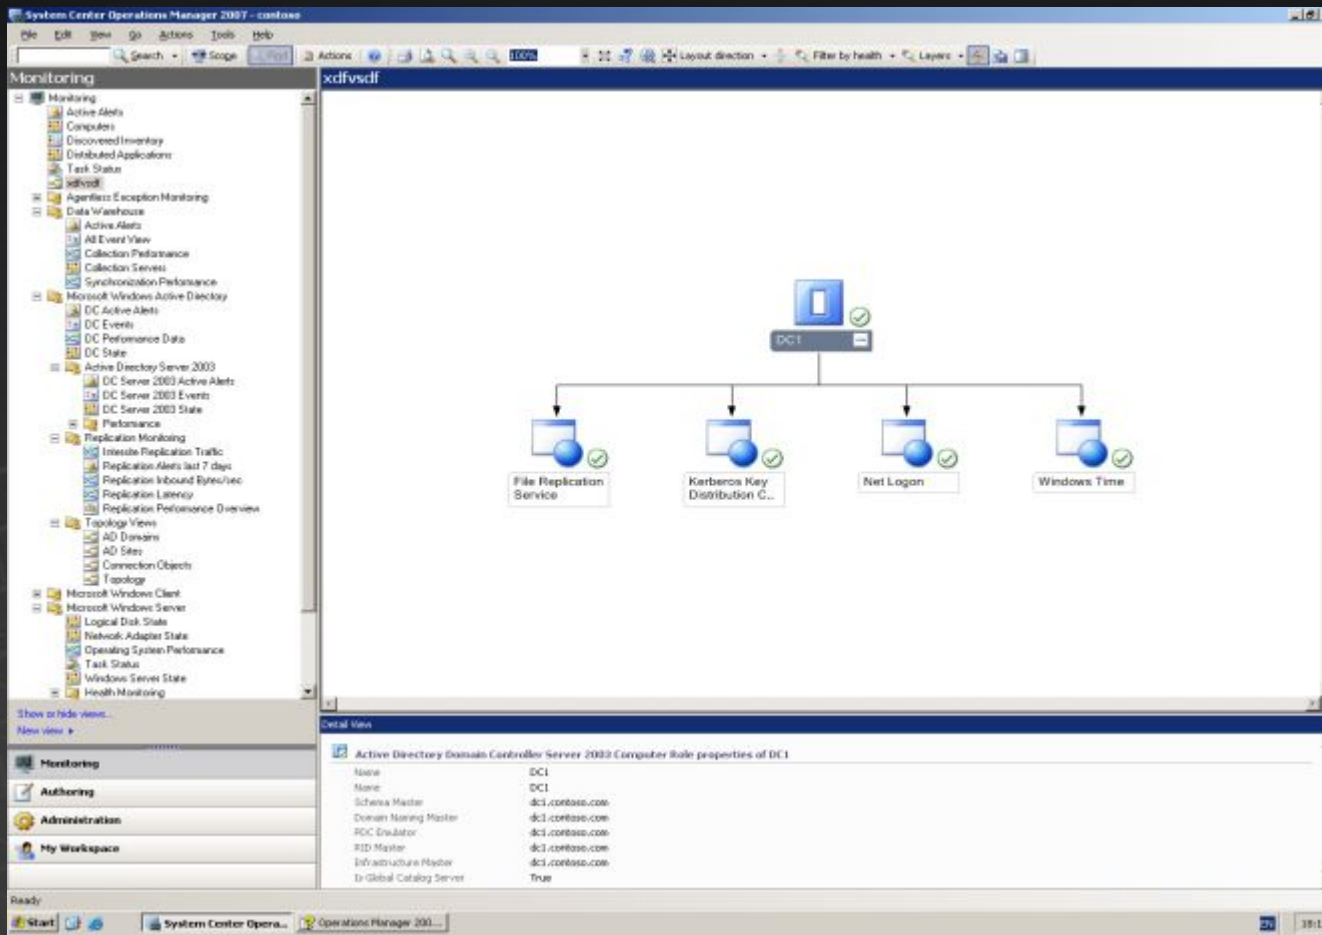 System Center Operations Manager 2007 - contoso
File Edit View Go Actions Tools Help
Search Scope Find Actions 100% Layout direction Filter by health Layers
Monitoring
xdfvsdf
Monitoring
Active Alerts
Computers
Discovered Inventory
Distributed Applications
Task Status
xdfvsdf
Agentless Exception Monitoring
Data Warehouse
Active Alerts
All Event View
Collection Performance
Collection Servers
Synchronization Performance
Microsoft Windows Active Directory
DC Active Alerts
DC Events
DC Performance Data
DC State
Active Directory Server 2003
DC Server 2003 Active Alerts
DC Server 2003 Events
DC Server 2003 State
Performance
Replication Monitoring
Intersite Replication Traffic
Replication Alerts last 7 days
Replication Inbound Bytes/sec
Replication Latency
Replication Performance Overview
Topology Views
AD Domains
AD Sites
Connection Objects
Topology
Microsoft Windows Client
Microsoft Windows Server
Logical Disk State
Network Adapter State
Operating System Performance
Task Status
Windows Server State
Health Monitoring
Show or hide views...
New view
Monitoring
Authoring
Administration
My Workspace
DC1
File Replication
Service
Kerberos Key
Distribution C...
Net Logon
Windows Time
Detail View
Active Directory Domain Controller Server 2003 Computer Role properties of DC1
Name DC1
Name DC1
Schema Master dc1.contoso.com
Domain Naming Master dc1.contoso.com
PDC Emulator dc1.contoso.com
RID Master dc1.contoso.com
Infrastructure Master dc1.contoso.com
Is Global Catalog Server True
Ready
Start System Center Opera... Operations Manager 200... EN